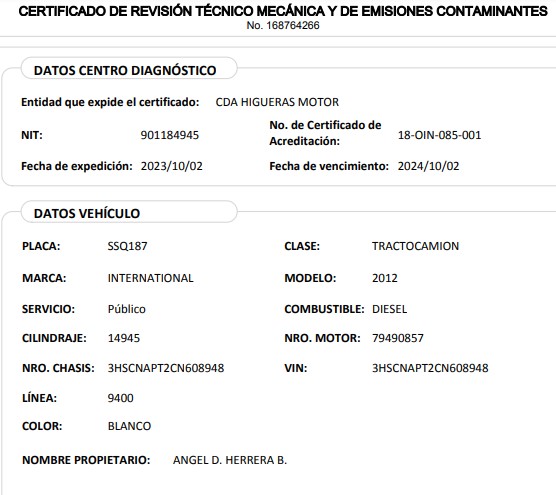 CERTIFICADO DE REVISIÓN TÉCNICO MECÁNICA Y DE EMISIONES CONTAMINANTES
No. 168764266
DATOS CENTRO DIAGNÓSTICO
Entidad que expide el certificado: CDA HIGUERAS MOTOR
NIT: 901184945 No. de Certificado de Acreditación: 18-OIN-085-001
Fecha de expedición: 2023/10/02 Fecha de vencimiento: 2024/10/02
DATOS VEHÍCULO
PLACA: SSQ187 CLASE: TRACTOCAMION
MARCA: INTERNATIONAL MODELO: 2012
SERVICIO: Público COMBUSTIBLE: DIESEL
CILINDRAJE: 14945 NRO. MOTOR: 79490857
NRO. CHASIS: 3HSCNAPT2CN608948 VIN: 3HSCNAPT2CN608948
LÍNEA: 9400
COLOR: BLANCO
NOMBRE PROPIETARIO: ANGEL D. HERRERA B.